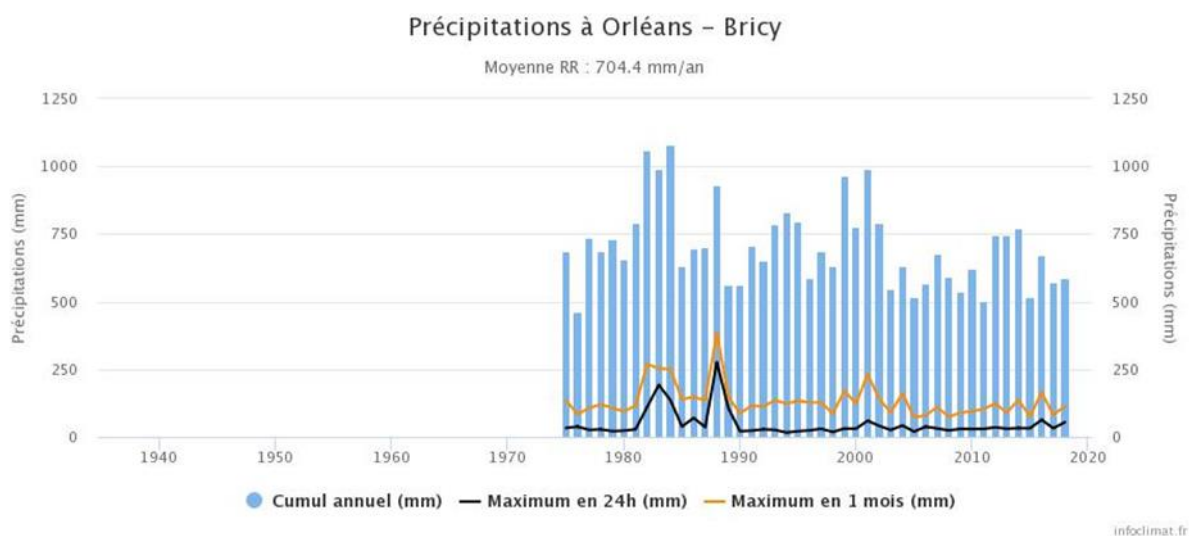 Précipitations à Orléans – Bricy
Moyenne RR : 704.4 mm/an
1250 1250
1000 1000
750 750
500 500
250 250
0 0
Précipitations (mm)
Précipitations (mm)
1940 1950 1960 1970 1980 1990 2000 2010 2020
Cumul annuel (mm) Maximum en 24h (mm) Maximum en 1 mois (mm)
infoclimat.fr